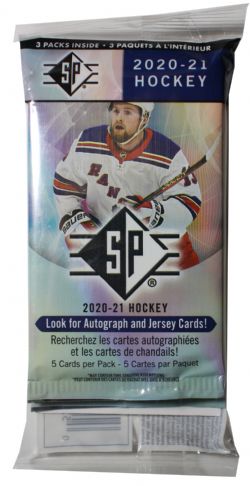 3 PACKS INSIDE - 3 PAQUETS À L'INTÉRIEUR
SP
2020-21
HOCKEY
RAN
SP
®
2020-21 HOCKEY
Look for Autograph and Jersey Cards!
Recherchez les cartes autographiées
et les cartes de chandails!
5 Cards per Pack - 5 Cartes par Paquet